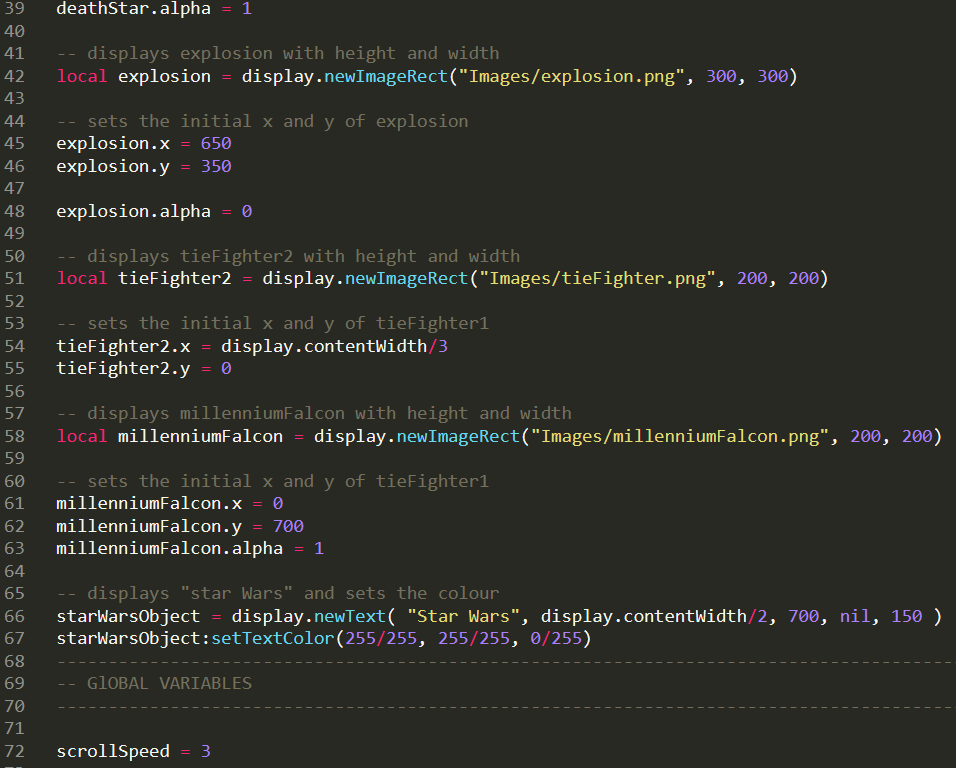 39 deathStar.alpha = 1
40
41 -- displays explosion with height and width
42 local explosion = display.newImageRect("Images/explosion.png", 300, 300)
43
44 -- sets the initial x and y of explosion
45 explosion.x = 650
46 explosion.y = 350
47
48 explosion.alpha = 0
49
50 -- displays tieFighter2 with height and width
51 local tieFighter2 = display.newImageRect("Images/tieFighter.png", 200, 200)
52
53 -- sets the initial x and y of tieFighter1
54 tieFighter2.x = display.contentWidth/3
55 tieFighter2.y = 0
56
57 -- displays millenniumFalcon with height and width
58 local millenniumFalcon = display.newImageRect("Images/millenniumFalcon.png", 200, 200)
59
60 -- sets the initial x and y of tieFighter1
61 millenniumFalcon.x = 0
62 millenniumFalcon.y = 700
63 millenniumFalcon.alpha = 1
64
65 -- displays "star Wars" and sets the colour
66 starWarsObject = display.newText( "Star Wars", display.contentWidth/2, 700, nil, 150 )
67 starWarsObject:setTextColor(255/255, 255/255, 0/255)
68 ---------------------------------------------------------------------------------------
69 -- GlOBAL VARIABLES
70 ---------------------------------------------------------------------------------------
71
72 scrollSpeed = 3